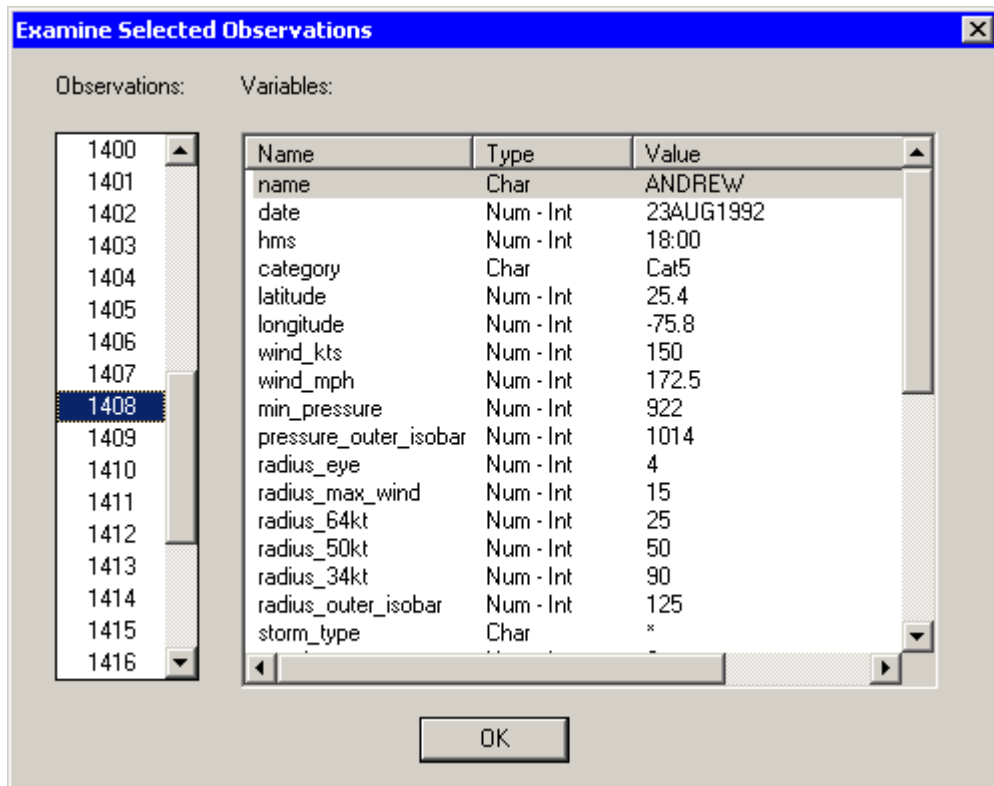 Examine Selected Observations
Observations: Variables:
1400
1401
1402
1403
1404
1405
1406
1407
1408
1409
1410
1411
1412
1413
1414
1415
1416
Name Type Value
name Char ANDREW
date Num - Int 23AUG1992
hms Num - Int 18:00
category Char Cat5
latitude Num - Int 25.4
longitude Num - Int -75.8
wind_kts Num - Int 150
wind_mph Num - Int 172.5
min_pressure Num - Int 922
pressure_outer_isobar Num - Int 1014
radius_eye Num - Int 4
radius_max_wind Num - Int 15
radius_64kt Num - Int 25
radius_50kt Num - Int 50
radius_34kt Num - Int 90
radius_outer_isobar Num - Int 125
storm_type Char *
OK